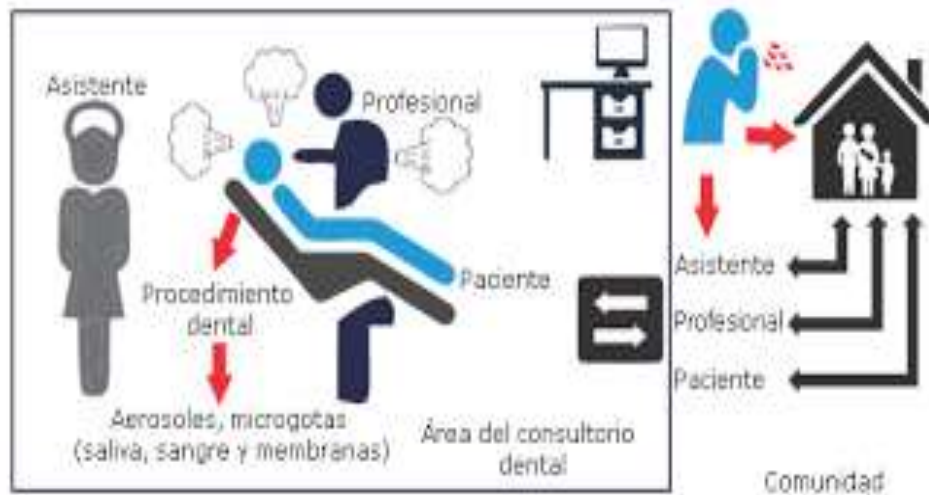 Asistente
Profesional
Paciente
Procedimiento
dental
Aerosoles, microgotas
(saliva, sangre y membranas)
Área del consultorio
dental
Asistente
Profesional
Paciente
Comunidad